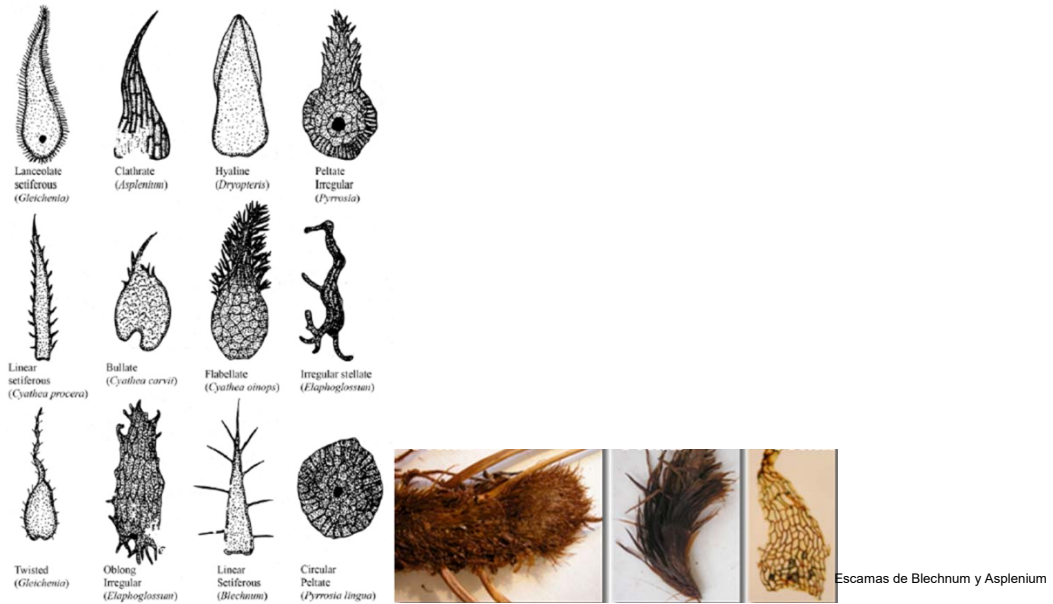 Lanceolate
setiferous
(Gleichenia)
Clathrate
(Asplenium)
Hyaline
(Dryopteris)
Peltate
Irregular
(Pyrrosia)
Linear
setiferous
(Cyathea procera)
Bullate
(Cyathea carvii)
Flabellate
(Cyathea oinops)
Irregular stellate
(Elaphoglossum)
Twisted
(Gleichenia)
Oblong
Irregular
(Elaphoglossum)
Linear
Setiferous
(Blechnum)
Circular
Peltate
(Pyrrosia lingua)
Escamas de Blechnum y Asplenium